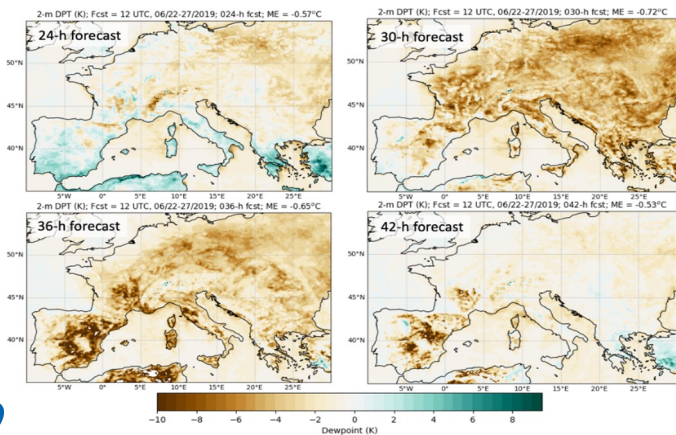 2-m DPT (K); Fcst = 12 UTC, 06/22-27/2019; 024-h fcst; ME = -0.57°C
24-h forecast
50°N
45°N
40°N
5°W 0° 5°E 10°E 15°E 20°E 25°E
2-m DPT (K); Fcst = 12 UTC, 06/22-27/2019; 030-h fcst; ME = -0.72°C
30-h forecast
50°N
45°N
40°N
5°W 0° 5°E 10°E 15°E 20°E 25°E
2-m DPT (K); Fcst = 12 UTC, 06/22-27/2019; 036-h fcst; ME = -0.65°C
36-h forecast
50°N
45°N
40°N
5°W 0° 5°E 10°E 15°E 20°E 25°E
2-m DPT (K); Fcst = 12 UTC, 06/22-27/2019; 042-h fcst; ME = -0.53°C
42-h forecast
50°N
45°N
40°N
5°W 0° 5°E 10°E 15°E 20°E 25°E
−10 −8 −6 −4 −2 0 2 4 6 8
Dewpoint (K)